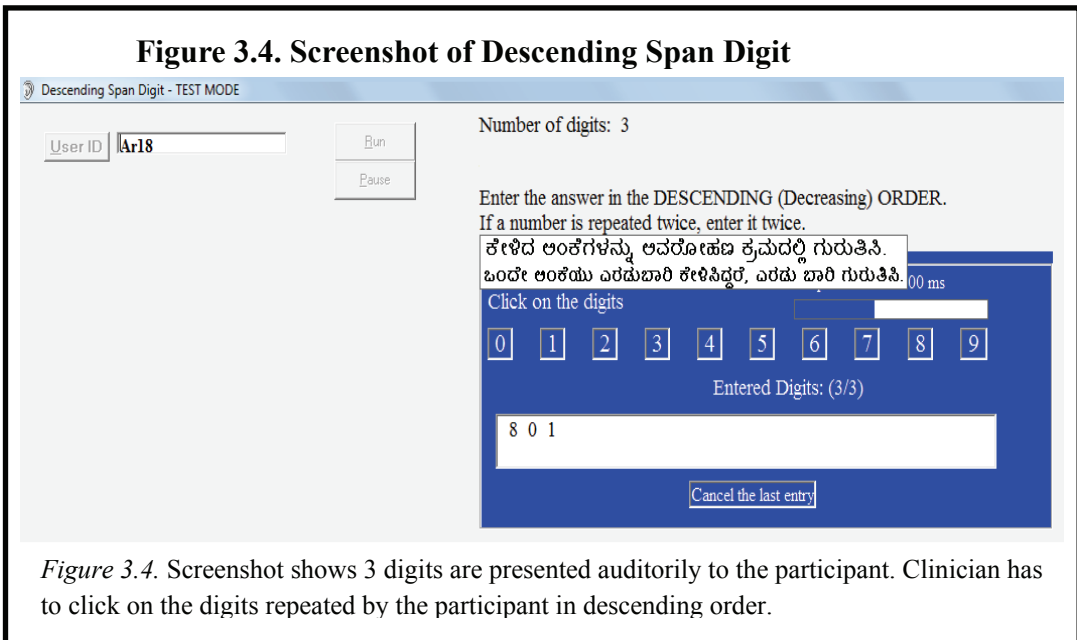 Figure 3.4. Screenshot of Descending Span Digit
Descending Span Digit - TEST MODE
User ID Ar18
Run
Pause
Number of digits: 3
Enter the answer in the DESCENDING (Decreasing) ORDER.
If a number is repeated twice, enter it twice.
ಕೇಳಿದ ಅಂಕೆಗಳನ್ನು ಅವರೋಹಣ ಕ್ರಮದಲ್ಲಿ ಗುರುತಿಸಿ.
ಒಂದೇ ಅಂಕೆಯು ಎರಡುಬಾರಿ ಕೇಳಿಸಿದ್ದರೆ, ಎರಡು ಬಾರಿ ಗುರುತಿಸಿ.
00 ms
Click on the digits
0 1 2 3 4 5 6 7 8 9
Entered Digits: (3/3)
8 0 1
Cancel the last entry
Figure 3.4. Screenshot shows 3 digits are presented auditorily to the participant. Clinician has
to click on the digits repeated by the participant in descending order.